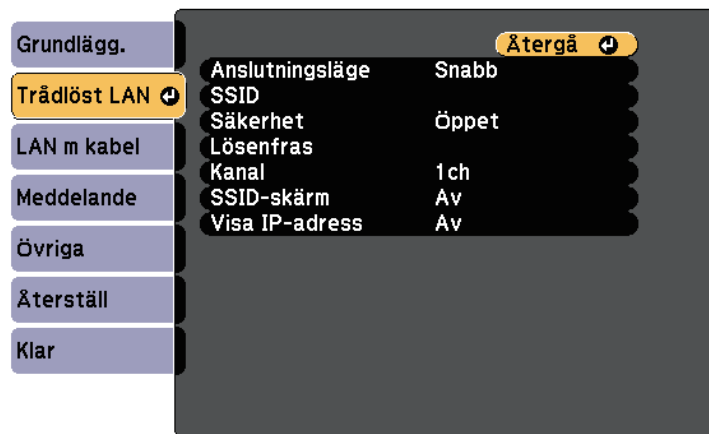 Grundlägg.
Trådlöst LAN
LAN m kabel
Meddelande
Övriga
Återställ
Klar
Återgå
Anslutningsläge Snabb
SSID
Säkerhet Öppet
Lösenfras
Kanal 1ch
SSID-skärm Av
Visa IP-adress Av